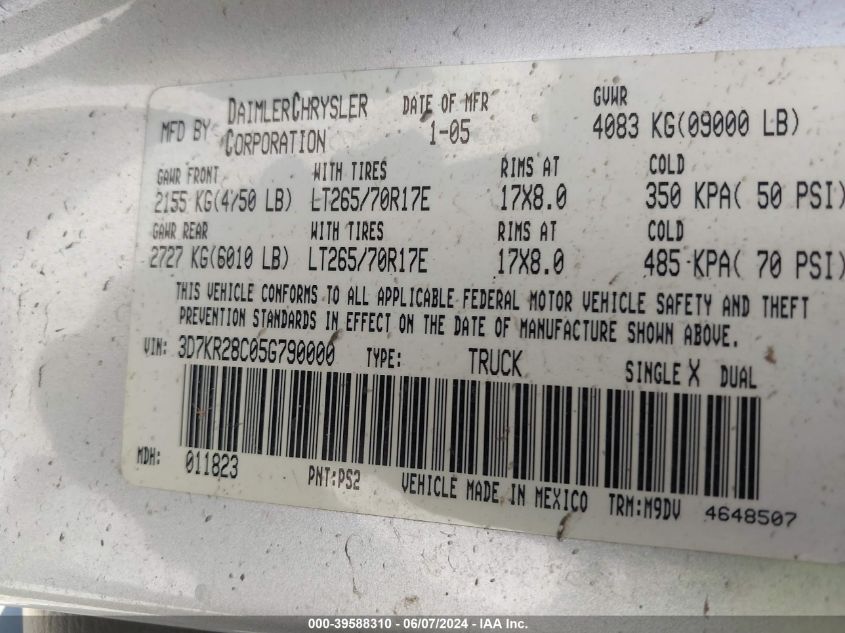 MFD BY DAIMLERCHRYSLER CORPORATION DATE OF MFR 1-05 GVWR 4083 KG(09000 LB)
GAWR FRONT WITH TIRES RIMS AT COLD
2155 KG(4750 LB) LT265/70R17E 17X8.0 350 KPA( 50 PSI)
GAWR REAR WITH TIRES RIMS AT COLD
2727 KG(6010 LB) LT265/70R17E 17X8.0 485 KPA( 70 PSI)
THIS VEHICLE CONFORMS TO ALL APPLICABLE FEDERAL MOTOR VEHICLE SAFETY AND THEFT
PREVENTION STANDARDS IN EFFECT ON THE DATE OF MANUFACTURE SHOWN ABOVE.
VIN: 3D7KR28C05G790000 TYPE: TRUCK SINGLE X DUAL
MDH: 011823 PNT:PS2 VEHICLE MADE IN MEXICO TRM:M9DV 4648507
000-39588310 - 06/07/2024 - IAA Inc.